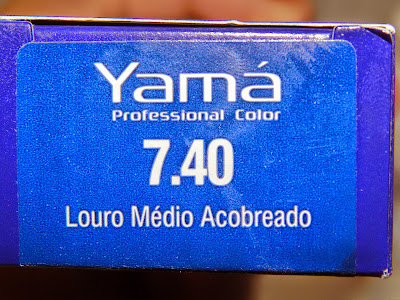 Yamá
Professional Color
7.40
Louro Médio Acobreado